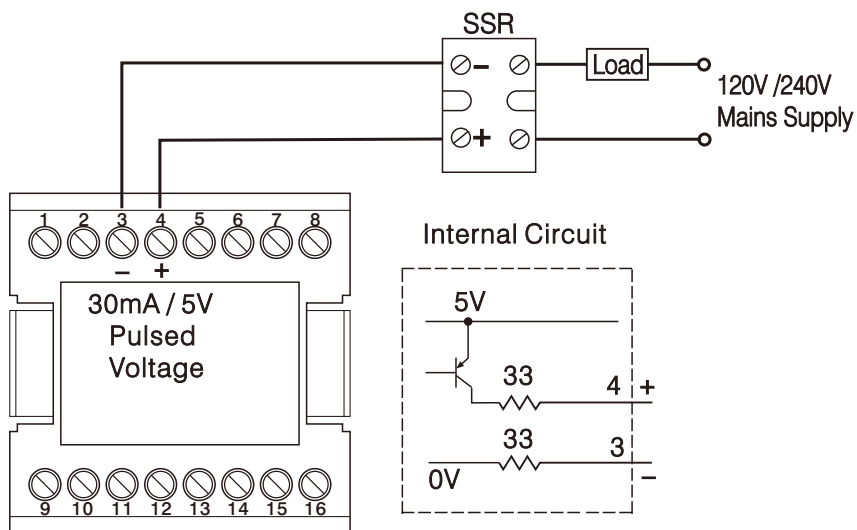 SSR
−
Load
120V /240V
Mains Supply
+
1 2 3 4 5 6 7 8
− +
30mA / 5V
Pulsed
Voltage
9 10 11 12 13 14 15 16
Internal Circuit
5V
33
4 +
33
3
0V
−